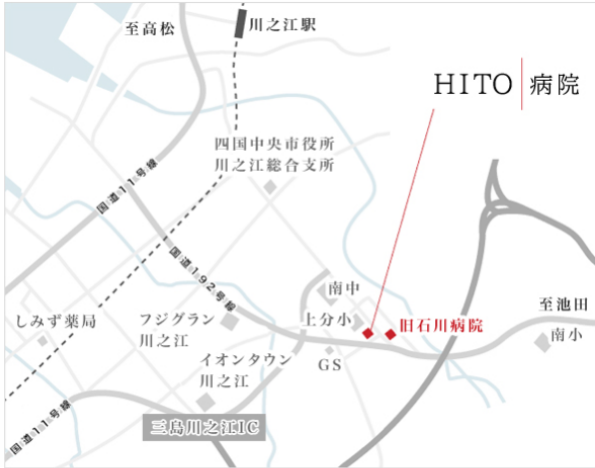 至高松
川之江駅
HITO 病院
四国中央市役所
川之江総合支所
国道11号線
国道192号線
南中
至池田
しみず薬局
フジグラン
川之江
上分小
旧石川病院
南小
イオンタウン
川之江
GS
三島川之江IC
国道11号線